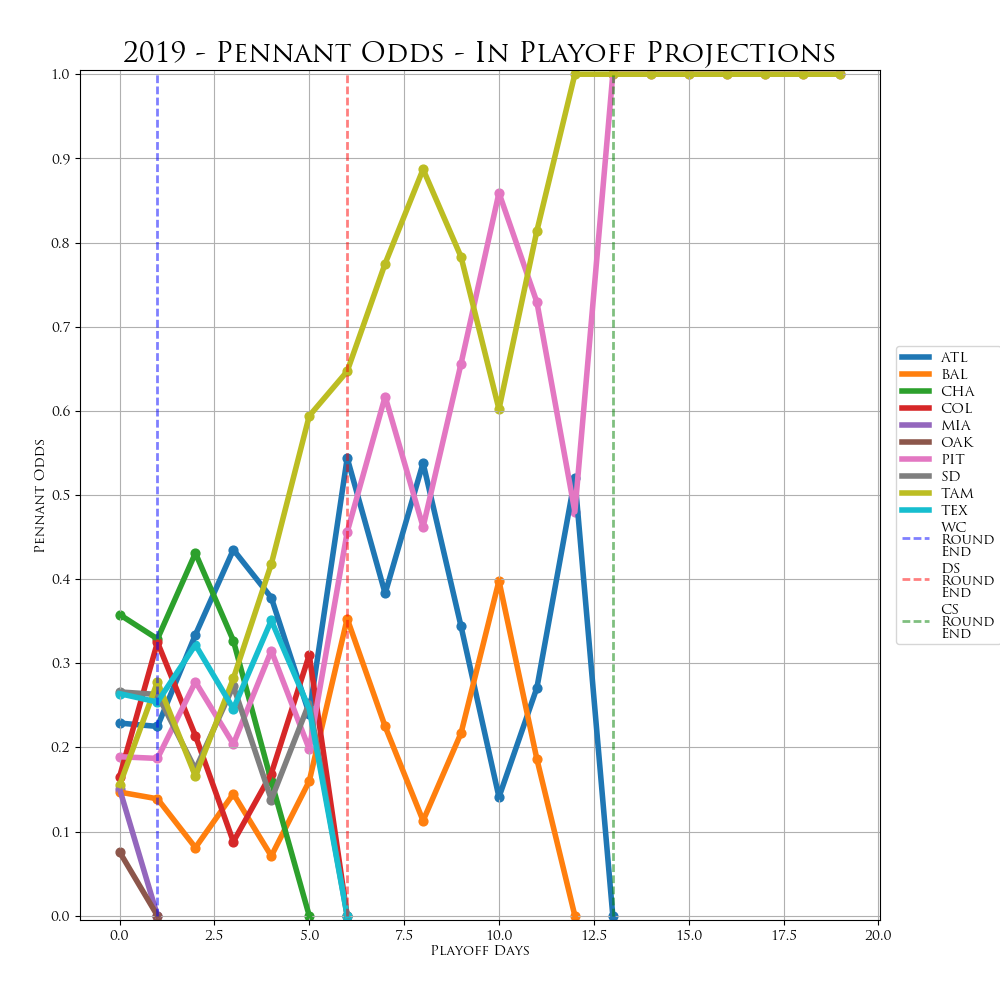 2019 - Pennant Odds - In Playoff Projections
1.0
0.9
0.8
0.7
0.6
0.5
0.4
0.3
0.2
0.1
0.0
Pennant Odds
0.0 2.5 5.0 7.5 10.0 12.5 15.0 17.5 20.0
Playoff Days
ATL
BAL
CHA
COL
MIA
OAK
PIT
SD
TAM
TEX
WC
Round
End
DS
Round
End
CS
Round
End